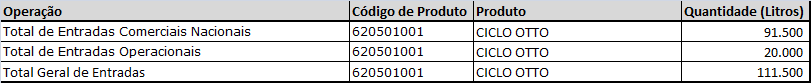 Operação Código de Produto Produto Quantidade (Litros)
Total de Entradas Comerciais Nacionais 620501001 CICLO OTTO 91.500
Total de Entradas Operacionais 620501001 CICLO OTTO 20.000
Total Geral de Entradas 620501001 CICLO OTTO 111.500